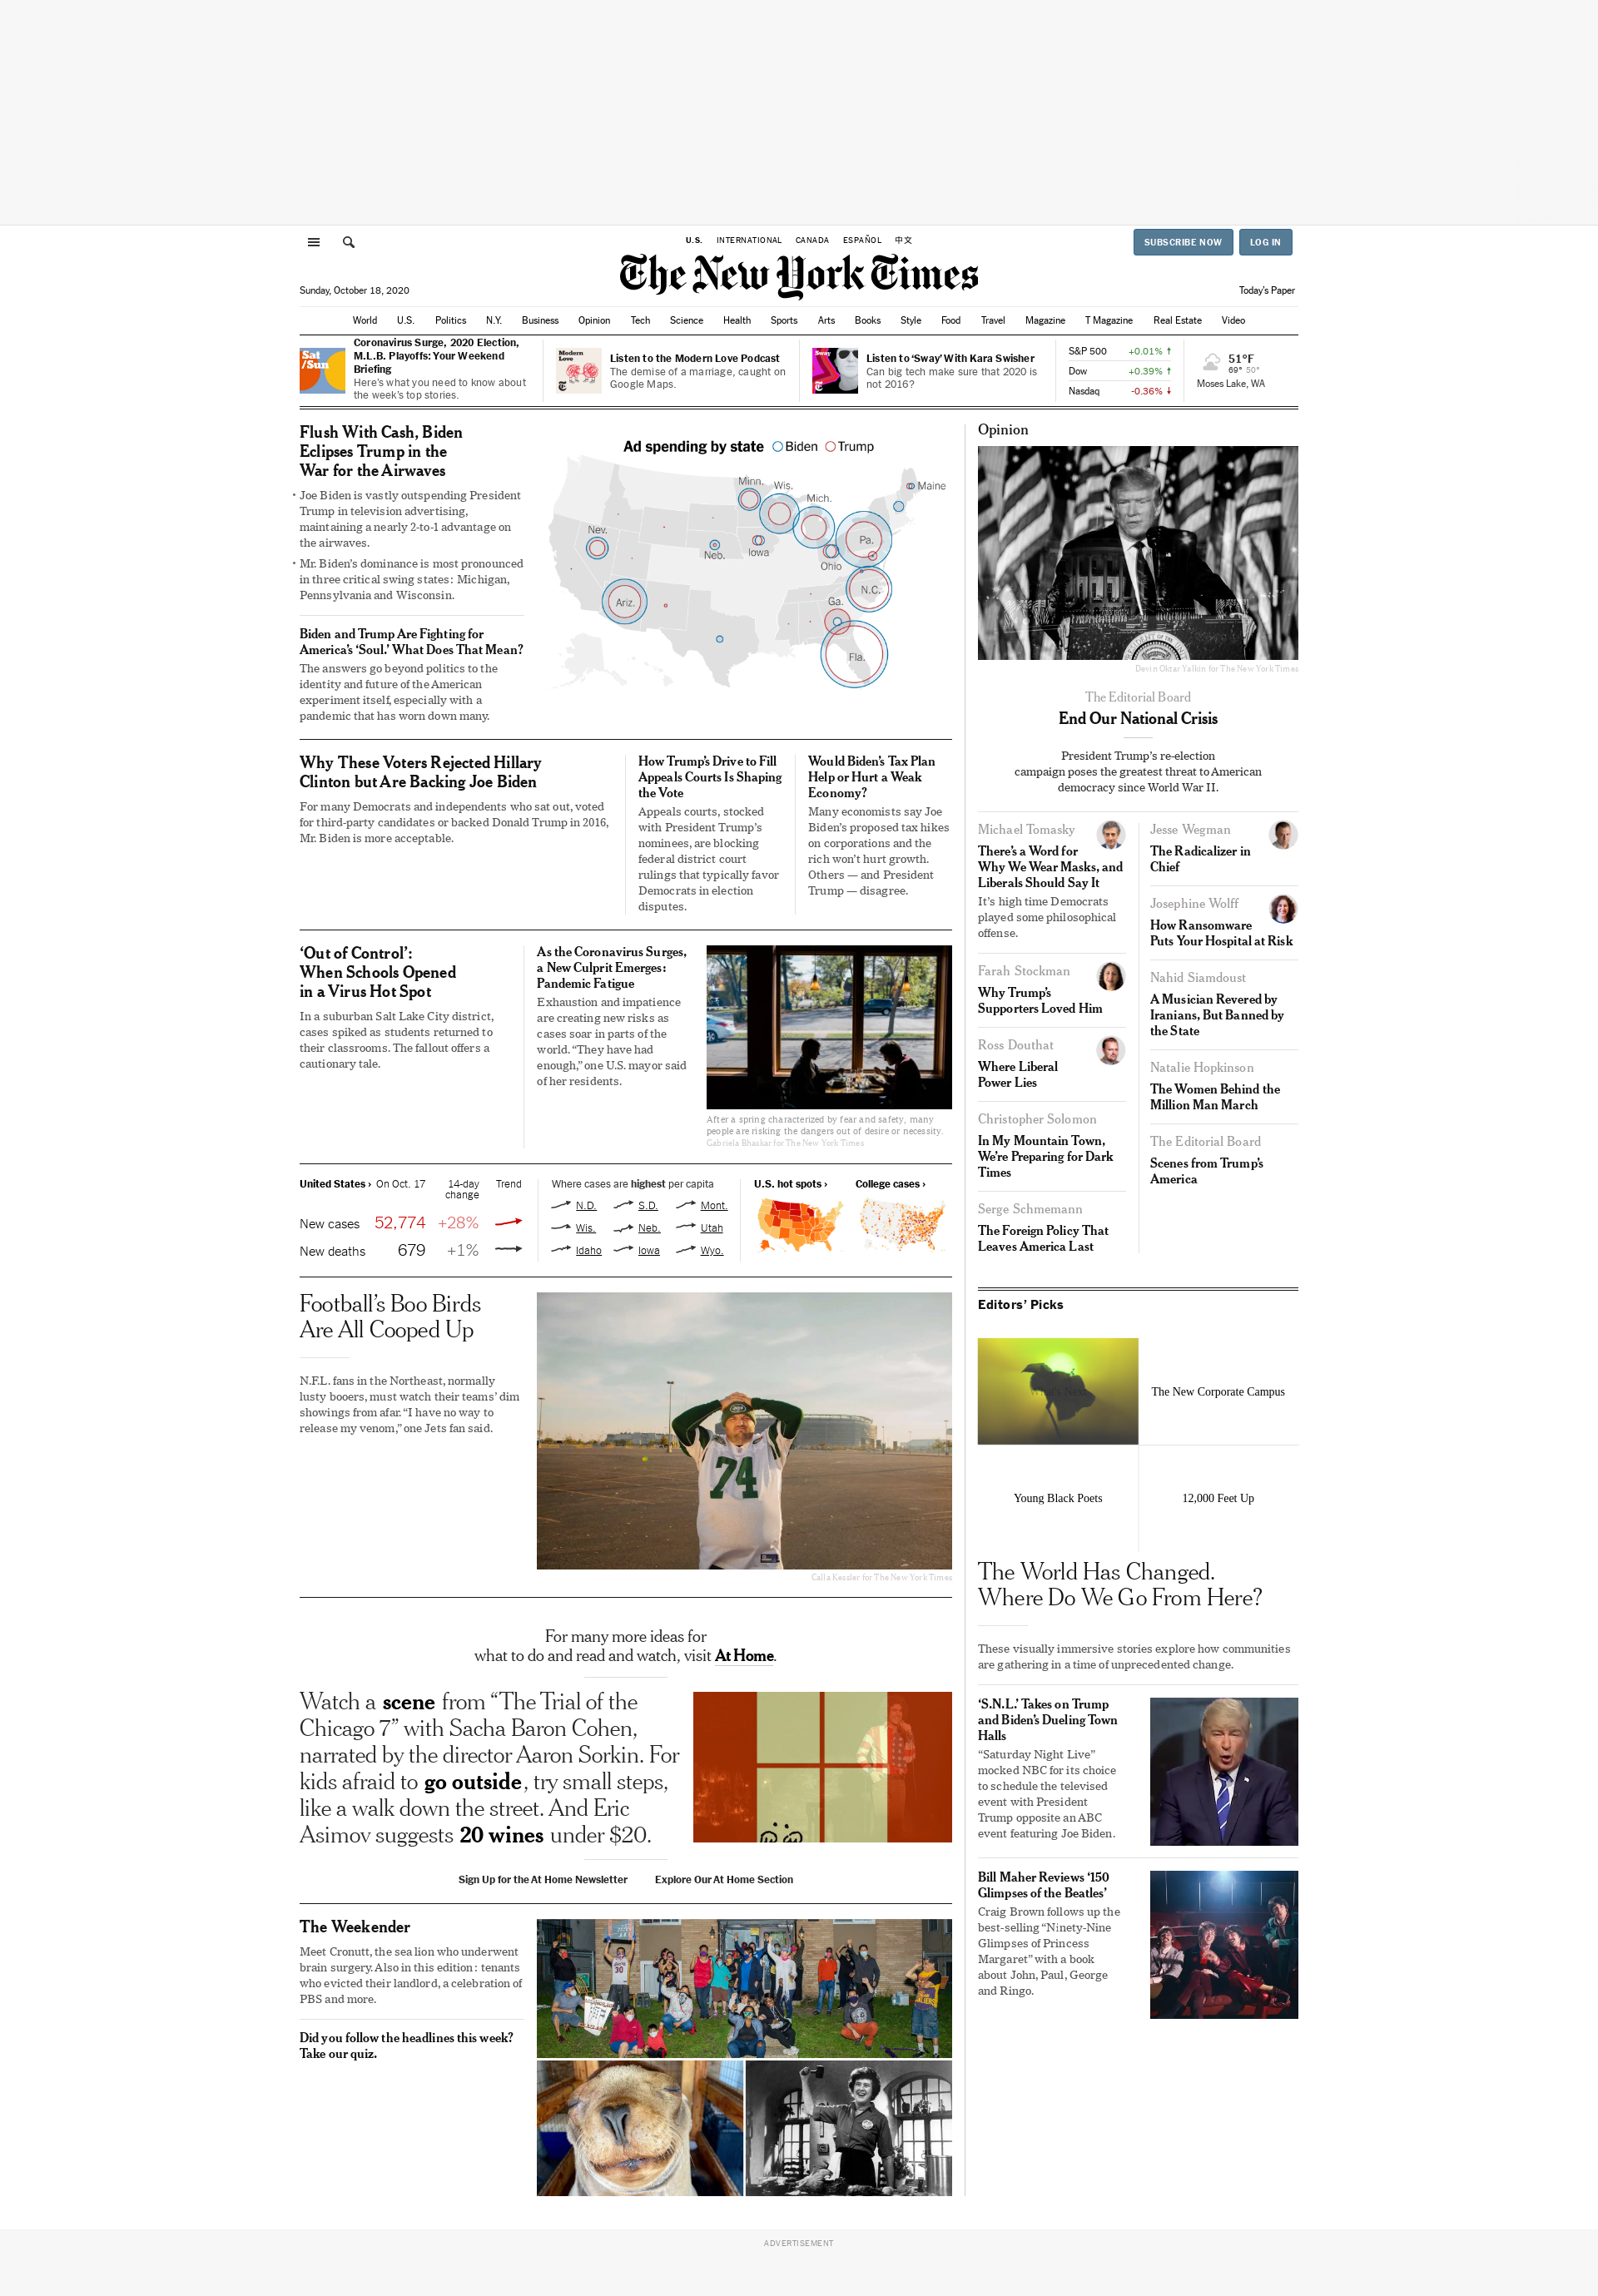 U.S. INTERNATIONAL CANADA ESPAÑOL 中文
SUBSCRIBE NOW LOG IN
The New York Times
Sunday, October 18, 2020
Today's Paper
World U.S. Politics N.Y. Business Opinion Tech Science Health Sports Arts Books Style Food Travel Magazine T Magazine Real Estate Video
Sat
/Sun
Coronavirus Surge, 2020 Election,
M.L.B. Playoffs: Your Weekend
Briefing
Here's what you need to know about
the week's top stories.
Modern
Love
Listen to the Modern Love Podcast
The demise of a marriage, caught on
Google Maps.
Sway
Listen to 'Sway' With Kara Swisher
Can big tech make sure that 2020 is
not 2016?
S&P 500 +0.01% ↑
Dow +0.39% ↑
Nasdaq -0.36% ↓
51°F
69° 50°
Moses Lake, WA
Flush With Cash, Biden
Eclipses Trump in the
War for the Airwaves
• Joe Biden is vastly outspending President
Trump in television advertising,
maintaining a nearly 2-to-1 advantage on
the airwaves.
• Mr. Biden's dominance is most pronounced
in three critical swing states: Michigan,
Pennsylvania and Wisconsin.
Biden and Trump Are Fighting for
America's 'Soul.' What Does That Mean?
The answers go beyond politics to the
identity and future of the American
experiment itself, especially with a
pandemic that has worn down many.
Ad spending by state Biden Trump
Minn.
Wis.
Mich.
Maine
Nev.
Neb.
Iowa
Ohio
Pa.
Ariz.
N.C.
Ga.
Fla.
Why These Voters Rejected Hillary
Clinton but Are Backing Joe Biden
For many Democrats and independents who sat out, voted
for third-party candidates or backed Donald Trump in 2016,
Mr. Biden is more acceptable.
How Trump's Drive to Fill
Appeals Courts Is Shaping
the Vote
Appeals courts, stocked
with President Trump's
nominees, are blocking
federal district court
rulings that typically favor
Democrats in election
disputes.
Would Biden's Tax Plan
Help or Hurt a Weak
Economy?
Many economists say Joe
Biden's proposed tax hikes
on corporations and the
rich won't hurt growth.
Others — and President
Trump — disagree.
'Out of Control':
When Schools Opened
in a Virus Hot Spot
In a suburban Salt Lake City district,
cases spiked as students returned to
their classrooms. The fallout offers a
cautionary tale.
As the Coronavirus Surges,
a New Culprit Emerges:
Pandemic Fatigue
Exhaustion and impatience
are creating new risks as
cases soar in parts of the
world. “They have had
enough,” one U.S. mayor said
of her residents.
After a spring characterized by fear and safety, many
people are risking the dangers out of desire or necessity.
Gabriela Bhaskar for The New York Times
United States › On Oct. 17 14-day
change Trend
New cases 52,774 +28%
New deaths 679 +1%
Where cases are highest per capita
N.D. S.D. Mont.
Wis. Neb. Utah
Idaho Iowa Wyo.
U.S. hot spots ›
College cases ›
Football's Boo Birds
Are All Cooped Up
N.F.L. fans in the Northeast, normally
lusty booers, must watch their teams' dim
showings from afar. “I have no way to
release my venom,” one Jets fan said.
74
Calla Kessler for The New York Times
For many more ideas for
what to do and read and watch, visit At Home.
Watch a scene from “The Trial of the
Chicago 7” with Sacha Baron Cohen,
narrated by the director Aaron Sorkin. For
kids afraid to go outside, try small steps,
like a walk down the street. And Eric
Asimov suggests 20 wines under $20.
Sign Up for the At Home Newsletter Explore Our At Home Section
The Weekender
Meet Cronutt, the sea lion who underwent
brain surgery. Also in this edition: tenants
who evicted their landlord, a celebration of
PBS and more.
Did you follow the headlines this week?
Take our quiz.
30
Opinion
Devin Oktar Yalkin for The New York Times
The Editorial Board
End Our National Crisis
President Trump's re-election
campaign poses the greatest threat to American
democracy since World War II.
Michael Tomasky
There's a Word for
Why We Wear Masks, and
Liberals Should Say It
It's high time Democrats
played some philosophical
offense.
Farah Stockman
Why Trump's
Supporters Loved Him
Ross Douthat
Where Liberal
Power Lies
Christopher Solomon
In My Mountain Town,
We're Preparing for Dark
Times
Serge Schmemann
The Foreign Policy That
Leaves America Last
Jesse Wegman
The Radicalizer in
Chief
Josephine Wolff
How Ransomware
Puts Your Hospital at Risk
Nahid Siamdoust
A Musician Revered by
Iranians, But Banned by
the State
Natalie Hopkinson
The Women Behind the
Million Man March
The Editorial Board
Scenes from Trump's
America
Editors' Picks
The New Corporate Campus
Young Black Poets
12,000 Feet Up
The World Has Changed.
Where Do We Go From Here?
These visually immersive stories explore how communities
are gathering in a time of unprecedented change.
'S.N.L.' Takes on Trump
and Biden's Dueling Town
Halls
“Saturday Night Live”
mocked NBC for its choice
to schedule the televised
event with President
Trump opposite an ABC
event featuring Joe Biden.
Bill Maher Reviews '150
Glimpses of the Beatles'
Craig Brown follows up the
best-selling “Ninety-Nine
Glimpses of Princess
Margaret” with a book
about John, Paul, George
and Ringo.
ADVERTISEMENT